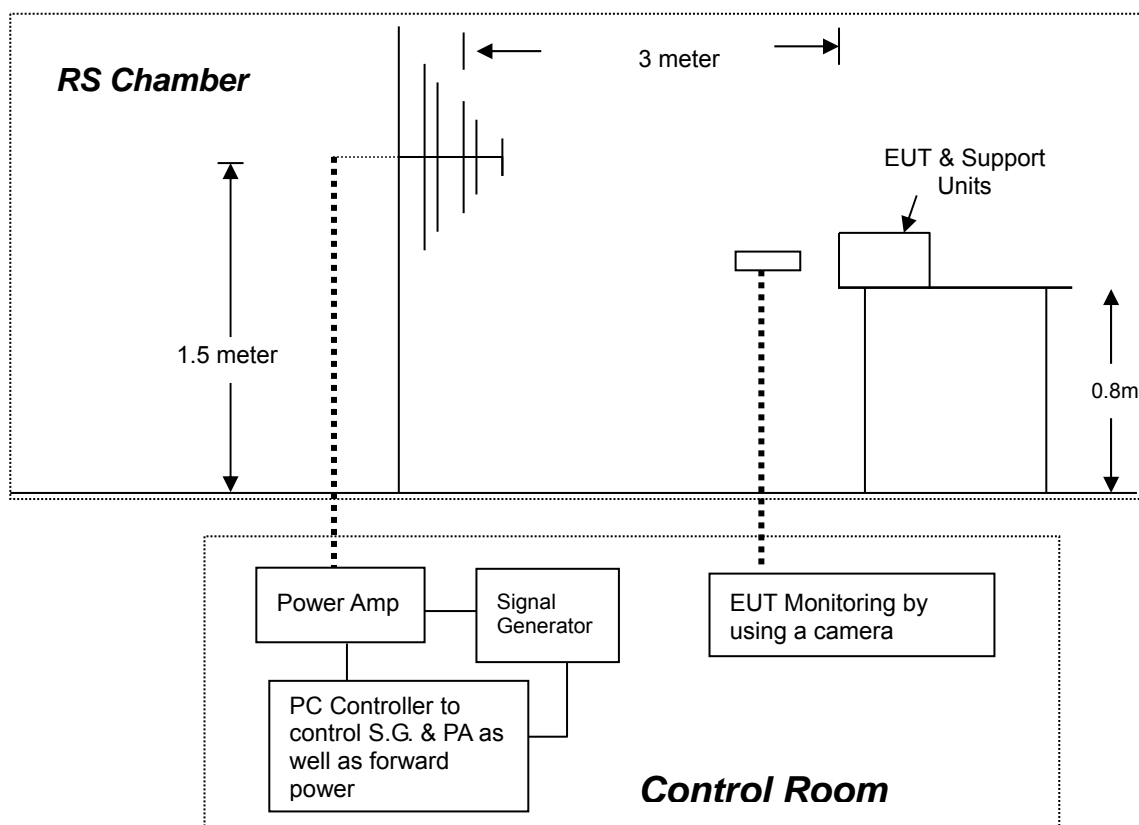 RS Chamber
3 meter
EUT & Support
Units
1.5 meter
0.8m
Power Amp
Signal
Generator
EUT Monitoring by
using a camera
PC Controller to
control S.G. & PA as
well as forward
power
Control Room